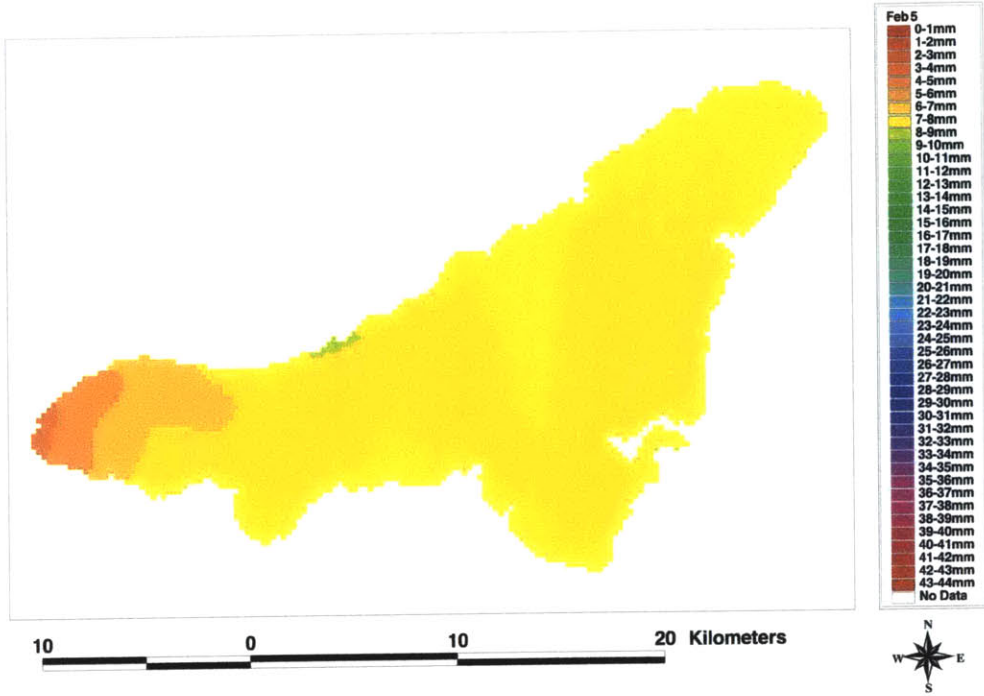 Feb 5
0-1mm
1-2mm
2-3mm
3-4mm
4-5mm
5-6mm
6-7mm
7-8mm
8-9mm
9-10mm
10-11mm
11-12mm
12-13mm
13-14mm
14-15mm
15-16mm
16-17mm
17-18mm
18-19mm
19-20mm
20-21mm
21-22mm
22-23mm
23-24mm
24-25mm
25-26mm
26-27mm
27-28mm
28-29mm
29-30mm
30-31mm
31-32mm
32-33mm
33-34mm
34-35mm
35-36mm
36-37mm
37-38mm
38-39mm
39-40mm
40-41mm
41-42mm
42-43mm
43-44mm
No Data
10 0 10 20 Kilometers
N
W E
S